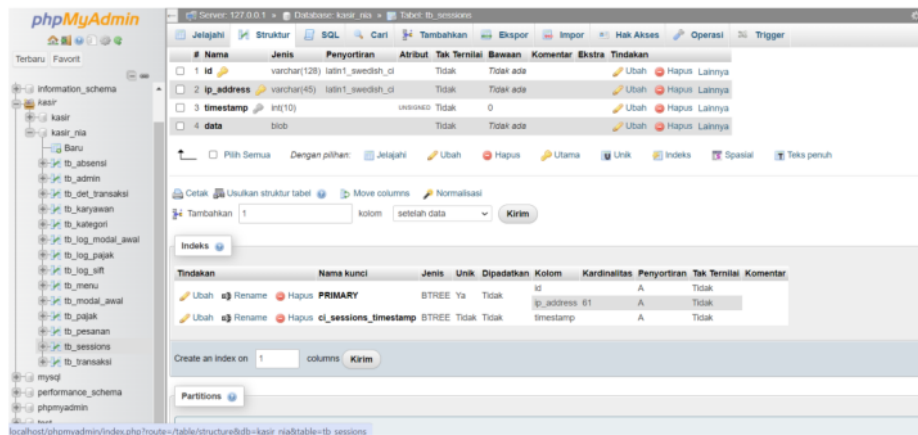 phpMyAdmin
Terbaru Favorit
information_schema
kasir
kasir
kasir_nia
Baru
tb_absensi
tb_admin
tb_det_transaksi
tb_karyawan
tb_kategori
tb_log_modal_awal
tb_log_pajak
tb_log_sift
tb_menu
tb_modal_awal
tb_pajak
tb_pesanan
tb_sessions
tb_transaksi
mysql
performance_schema
phpmyadmin
test
Server: 127.0.0.1 » Database: kasir_nia » Tabel: tb_sessions
Jelajahi Struktur SQL Cari Tambahkan Ekspor Impor Hak Akses Operasi Trigger
# Nama Jenis Penyortiran Atribut Tak Ternilai Bawaan Komentar Ekstra Tindakan
1 id varchar(128) latin1_swedish_ci Tidak Tidak ada Ubah Hapus Lainnya
2 ip_address varchar(45) latin1_swedish_ci Tidak Tidak ada Ubah Hapus Lainnya
3 timestamp int(10) UNSIGNED Tidak 0 Ubah Hapus Lainnya
4 data blob Tidak Tidak ada Ubah Hapus Lainnya
Pilih Semua Dengan pilihan: Jelajahi Ubah Hapus Utama Unik Indeks Spasial Teks penuh
Cetak Usulkan struktur tabel Move columns Normalisasi
Tambahkan 1 kolom setelah data Kirim
Indeks
Tindakan Nama kunci Jenis Unik Dipadatkan Kolom Kardinalitas Penyortiran Tak Ternilai Komentar
Ubah Rename Hapus PRIMARY BTREE Ya Tidak id A Tidak
ip_address 61 A Tidak
Ubah Rename Hapus ci_sessions_timestamp BTREE Tidak Tidak timestamp A Tidak
Create an index on 1 columns Kirim
Partitions
localhost/phpmyadmin/index.php?route=/table/structure&db=kasir_nia&table=tb_sessions